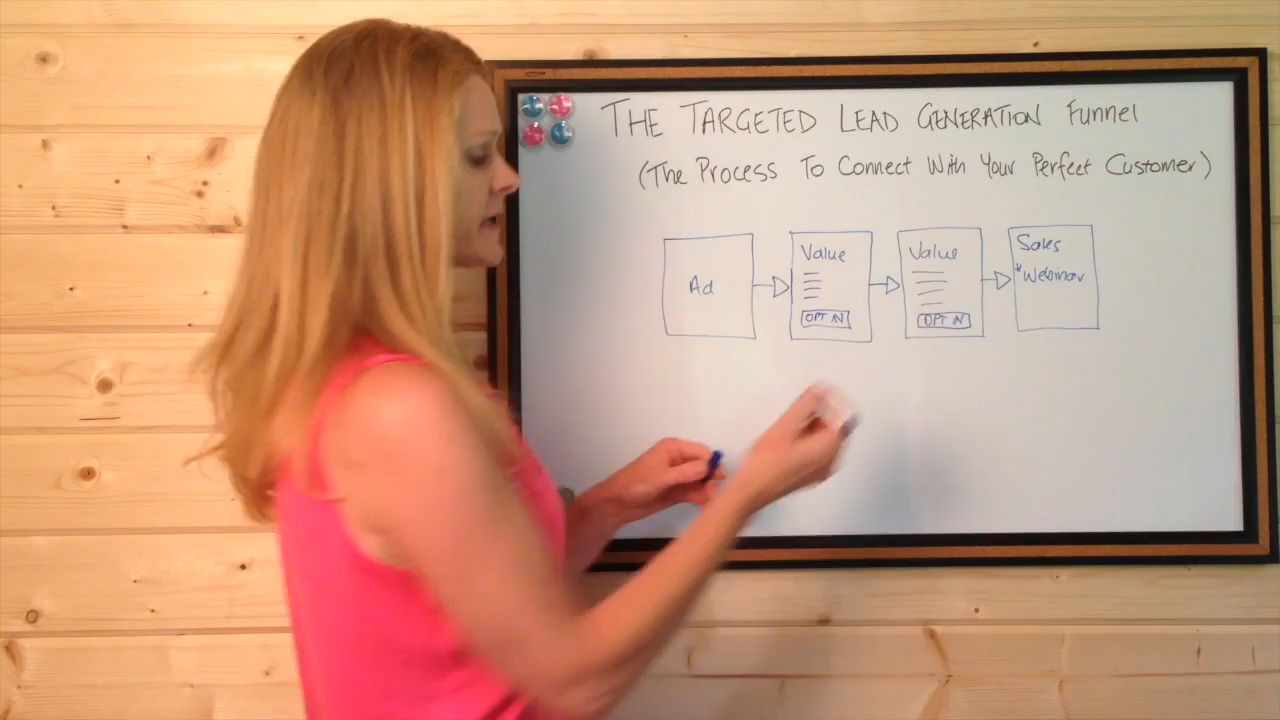 THE TARGETED LEAD GENERATION Funnel
(The Process To Connect With Your Perfect Customer)
Ad
Value
OPT IN
Value
OPT IN
Sales
*Webinar